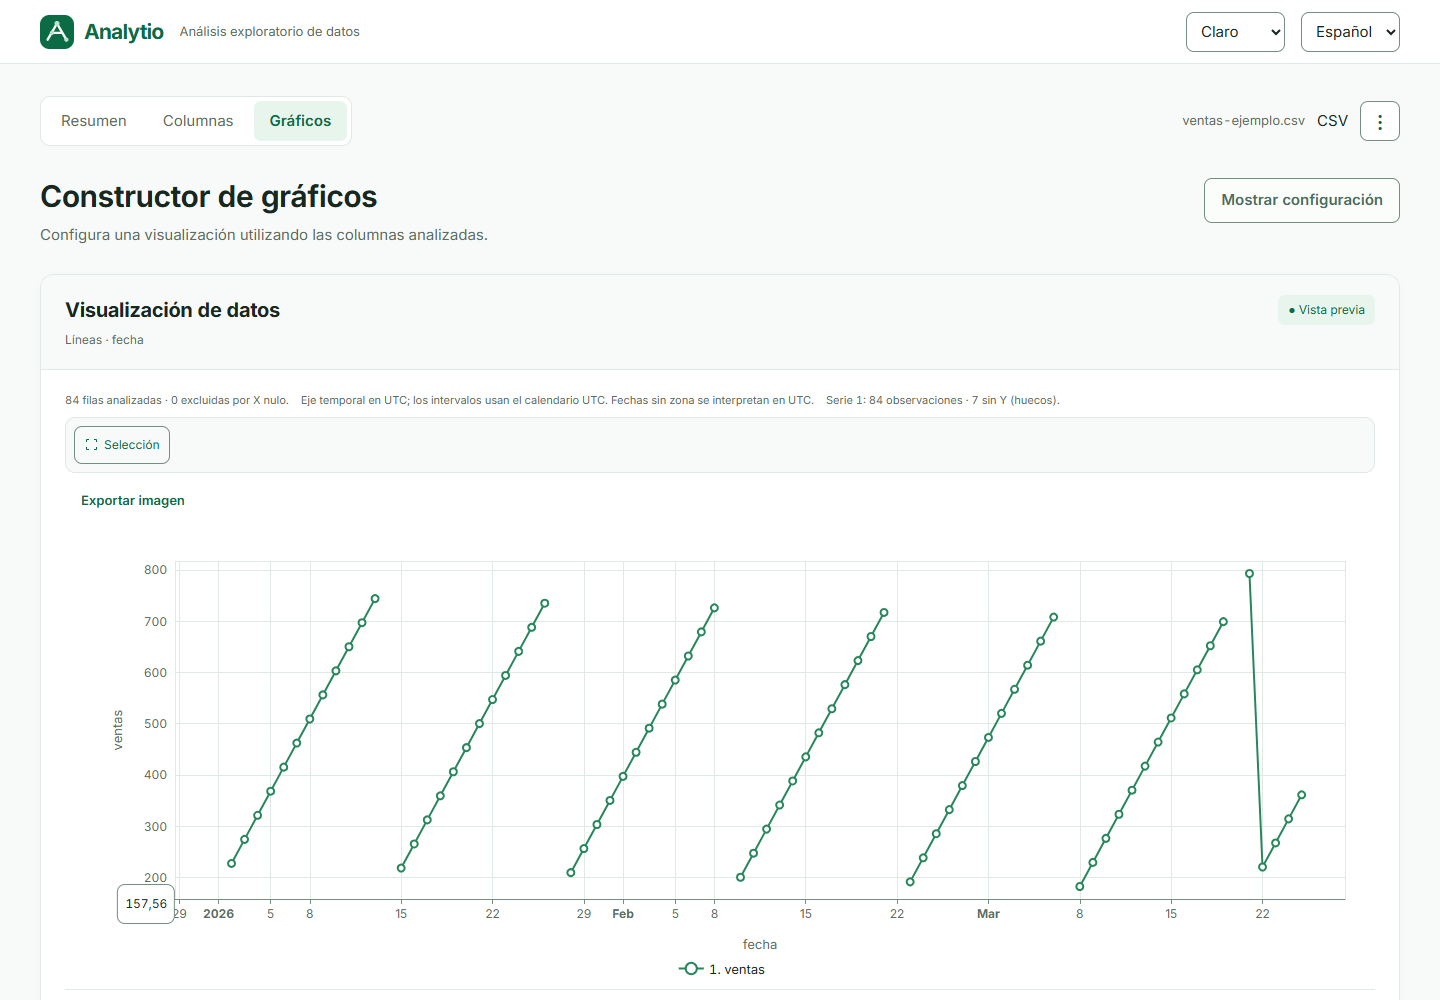 Analytio Análisis exploratorio de datos Claro Español
Resumen Columnas Gráficos ventas-ejemplo.csv CSV
Constructor de gráficos Mostrar configuración
Configura una visualización utilizando las columnas analizadas.
Visualización de datos Vista previa
Líneas · fecha
84 filas analizadas · 0 excluidas por X nulo. Eje temporal en UTC; los intervalos usan el calendario UTC. Fechas sin zona se interpretan en UTC. Serie 1: 84 observaciones · 7 sin Y (huecos).
Selección
Exportar imagen
800
700
600
500
400
300
200
ventas
157,56
29 2026 5 8 15 22 29 Feb 5 8 15 22 Mar 8 15 22
fecha
1. ventas